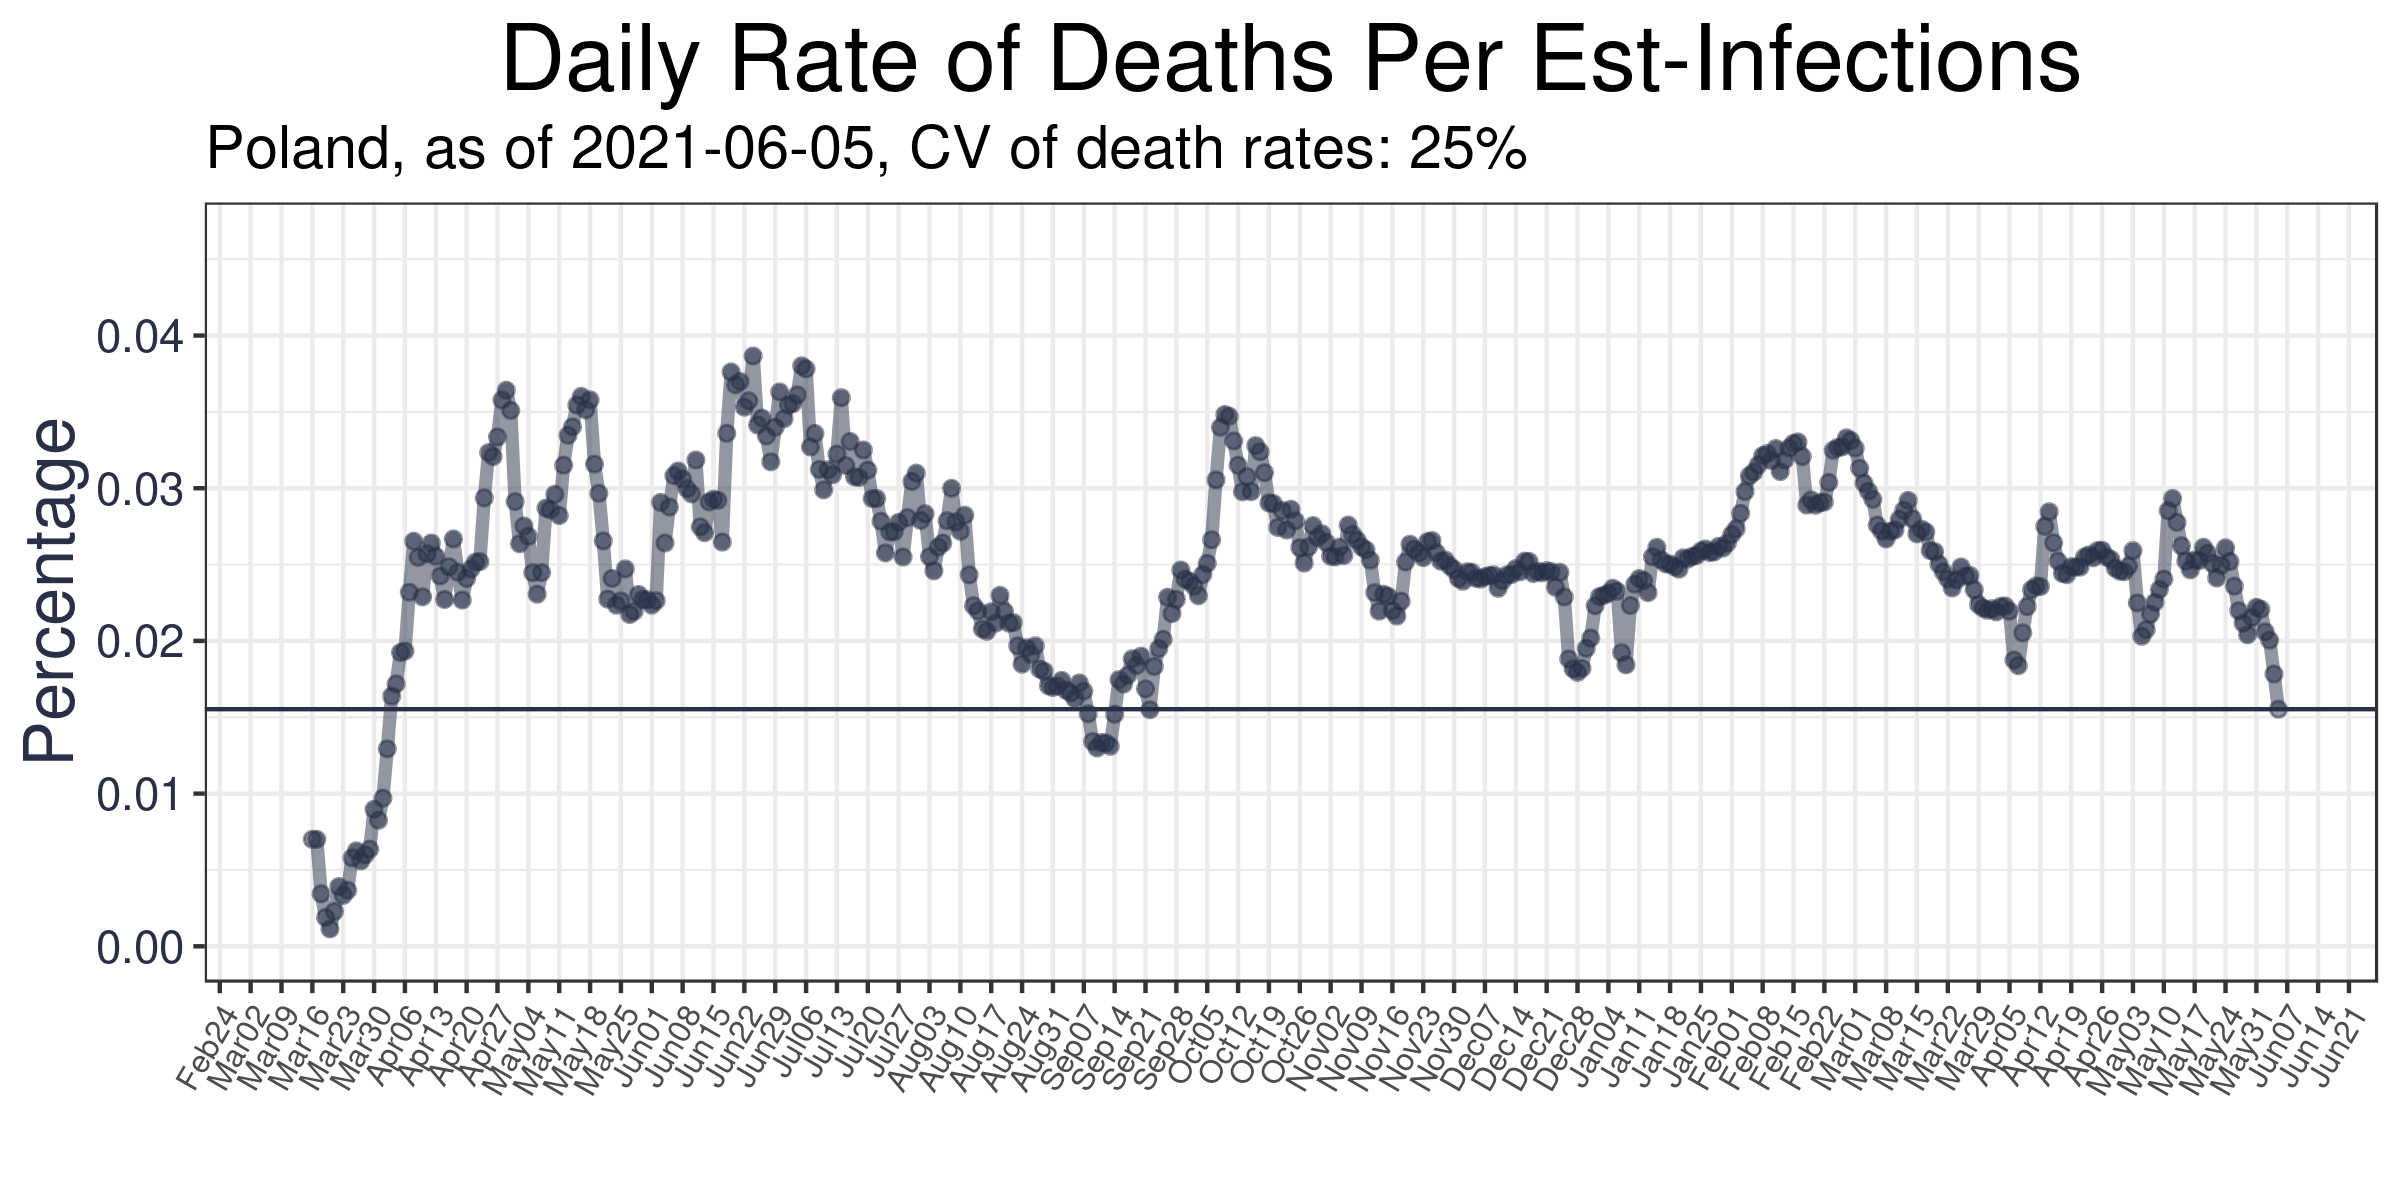 Daily Rate of Deaths Per Est-Infections
Poland, as of 2021-06-05, CV of death rates: 25%
Percentage
0.04
0.03
0.02
0.01
0.00
Feb24
Mar02
Mar09
Mar16
Mar23
Mar30
Apr06
Apr13
Apr20
Apr27
May04
May11
May18
May25
Jun01
Jun08
Jun15
Jun22
Jun29
Jul06
Jul13
Jul20
Jul27
Aug03
Aug10
Aug17
Aug24
Aug31
Sep07
Sep14
Sep21
Sep28
Oct05
Oct12
Oct19
Oct26
Nov02
Nov09
Nov16
Nov23
Nov30
Dec07
Dec14
Dec21
Dec28
Jan04
Jan11
Jan18
Jan25
Feb01
Feb08
Feb15
Feb22
Mar01
Mar08
Mar15
Mar22
Mar29
Apr05
Apr12
Apr19
Apr26
May03
May10
May17
May24
May31
Jun07
Jun14
Jun21